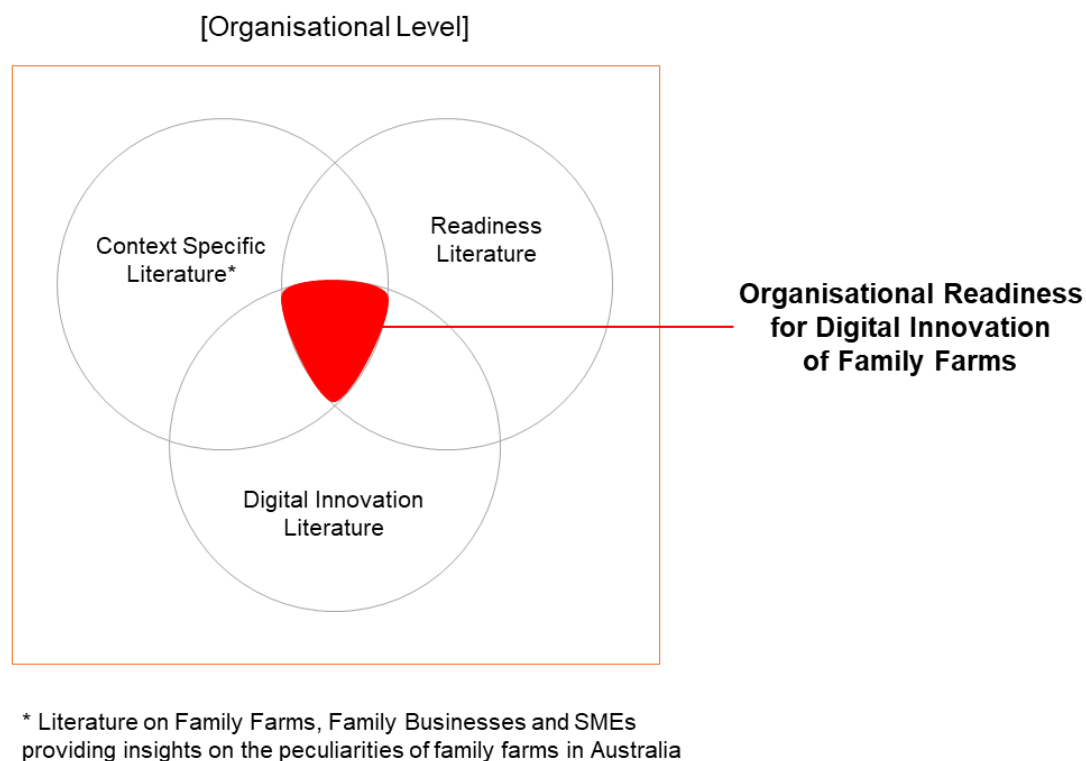 [Organisational Level]
Context Specific
Literature*
Readiness
Literature
Organisational Readiness
for Digital Innovation
of Family Farms
Digital Innovation
Literature
* Literature on Family Farms, Family Businesses and SMEs
providing insights on the peculiarities of family farms in Australia